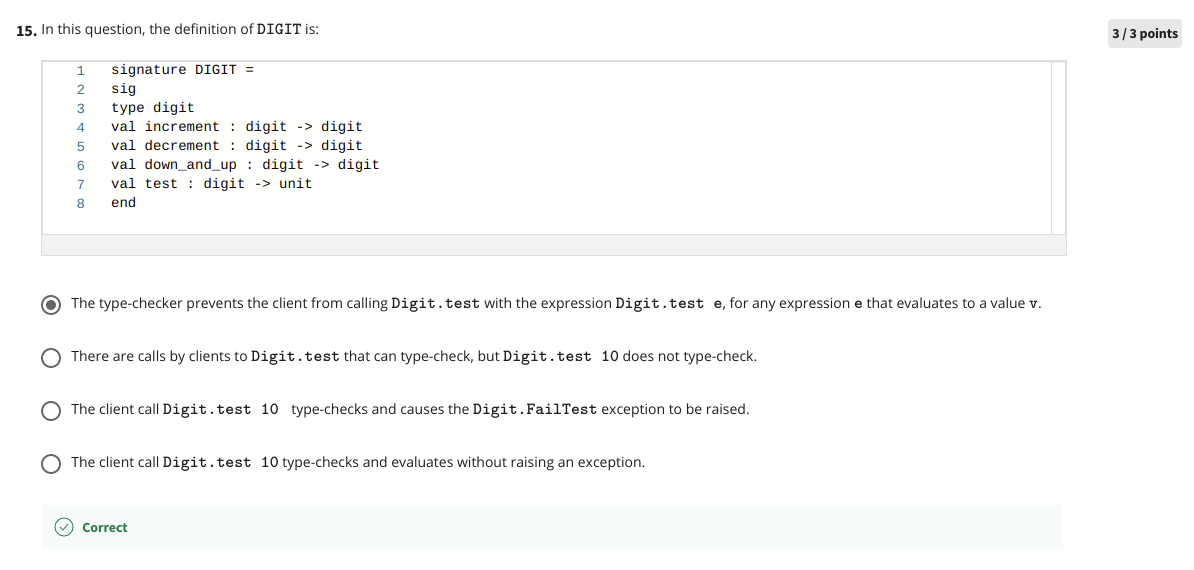 15. In this question, the definition of DIGIT is:
3 / 3 points
1 signature DIGIT =
2 sig
3 type digit
4 val increment : digit -> digit
5 val decrement : digit -> digit
6 val down_and_up : digit -> digit
7 val test : digit -> unit
8 end
The type-checker prevents the client from calling Digit.test with the expression Digit.test e, for any expression e that evaluates to a value v.
There are calls by clients to Digit.test that can type-check, but Digit.test 10 does not type-check.
The client call Digit.test 10 type-checks and causes the Digit.FailTest exception to be raised.
The client call Digit.test 10 type-checks and evaluates without raising an exception.
Correct